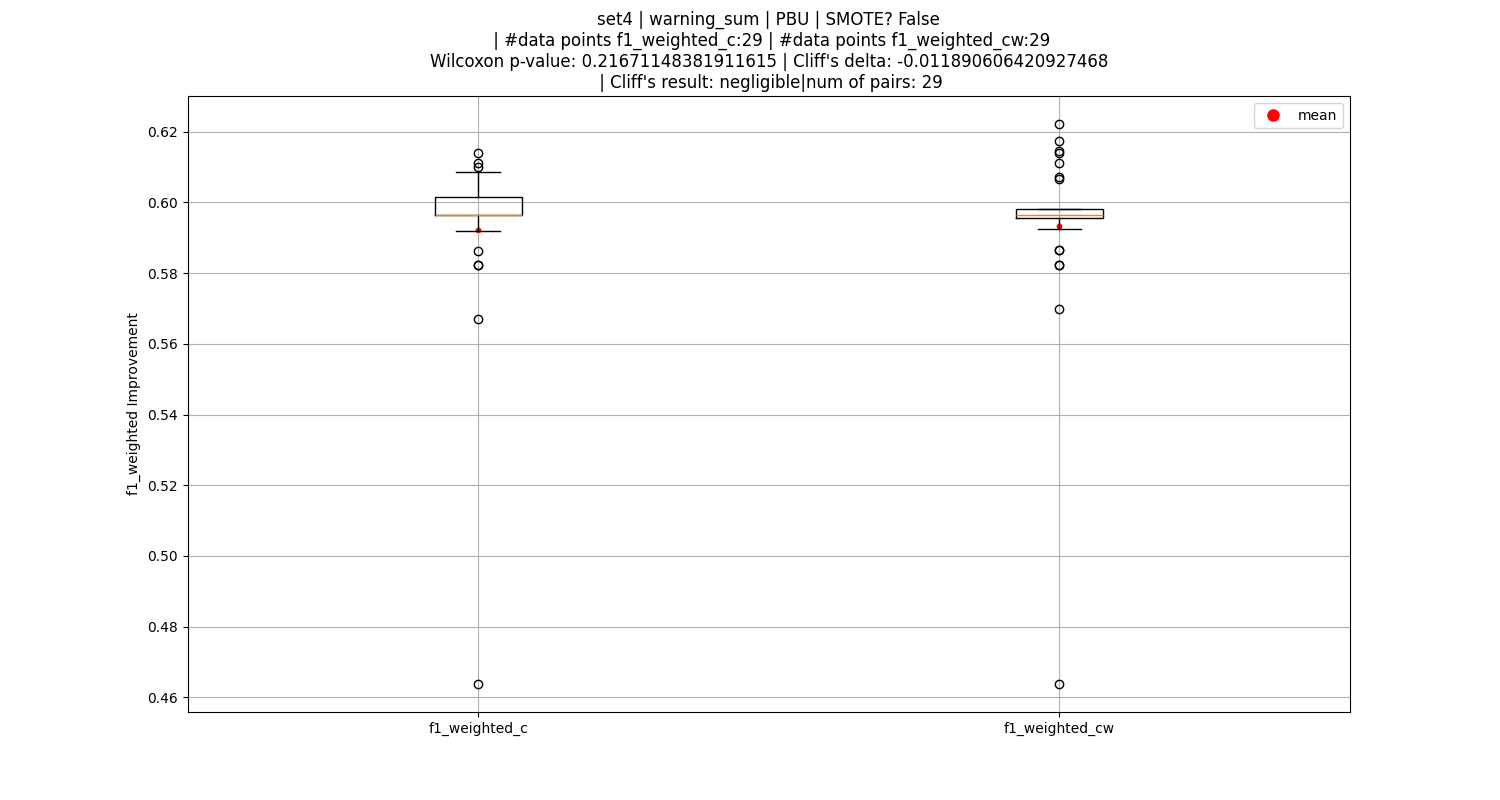 set4 | warning_sum | PBU | SMOTE? False
| #data points f1_weighted_c:29 | #data points f1_weighted_cw:29
Wilcoxon p-value: 0.21671148381911615 | Cliff's delta: -0.011890606420927468
| Cliff's result: negligible|num of pairs: 29
mean
f1_weighted Improvement
0.62
0.60
0.58
0.56
0.54
0.52
0.50
0.48
0.46
f1_weighted_c
f1_weighted_cw